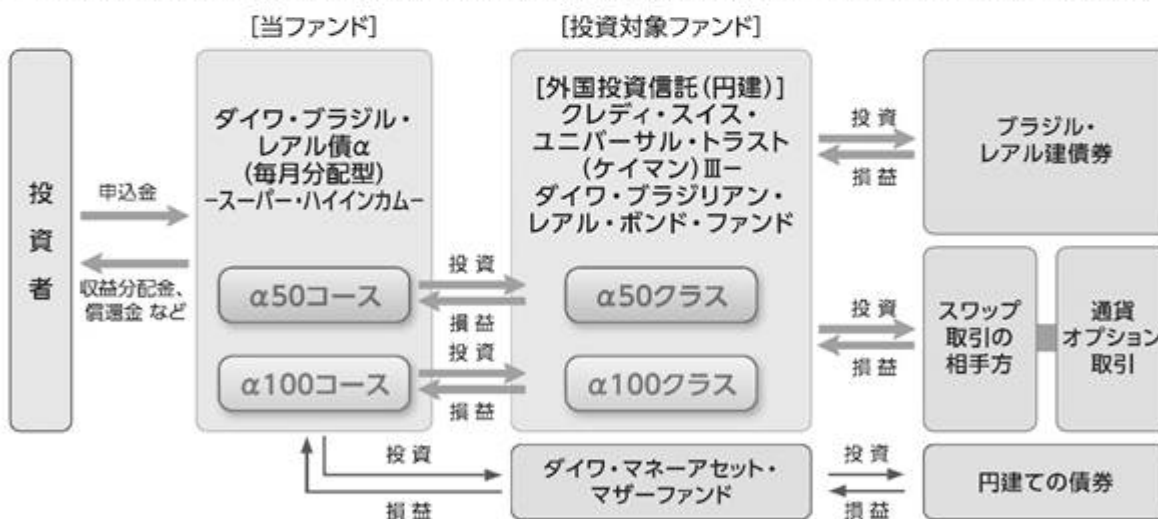 [当ファンド]
[投資対象ファンド]
投資者
申込金
収益分配金、
償還金 など
ダイワ・ブラジル・
レアル債α
(毎月分配型)
-スーパー・ハイインカム-
α50コース
α100コース
投資
損益
投資
損益
[外国投資信託(円建)]
クレディ・スイス・
ユニバーサル・トラスト
(ケイマン)Ⅲ-
ダイワ・ブラジリアン・
レアル・ボンド・ファンド
α50クラス
α100クラス
投資
損益
ブラジル・
レアル建債券
投資
損益
スワップ
取引の
相手方
通貨
オプション
取引
投資
損益
ダイワ・マネーアセット・
マザーファンド
投資
損益
円建ての債券